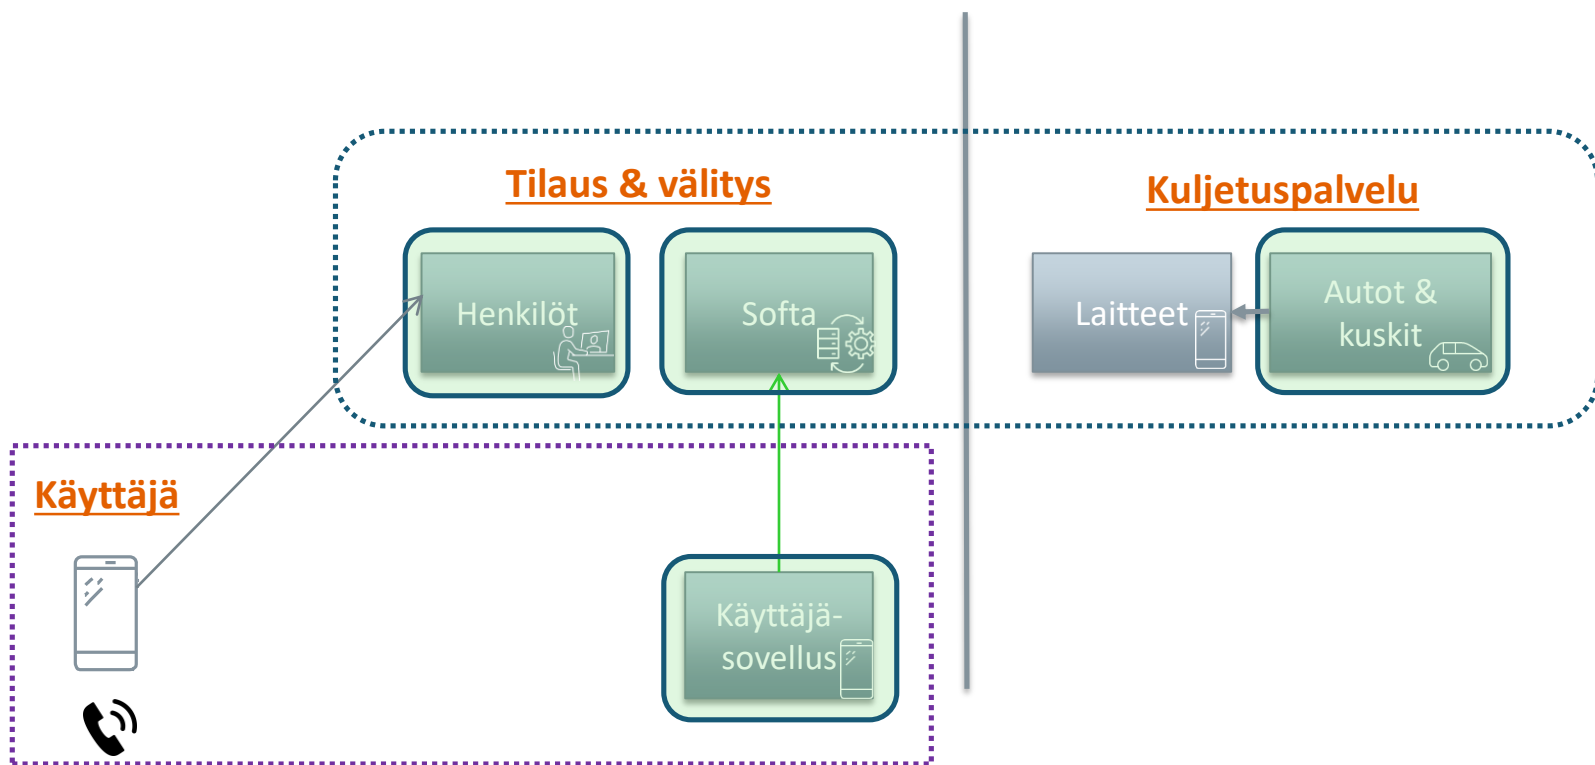 Tilaus & välitys
Kuljetuspalvelu
Henkilöt
Softa
Laitteet
Autot &
kuskit
Käyttäjä
Käyttäjä-
sovellus